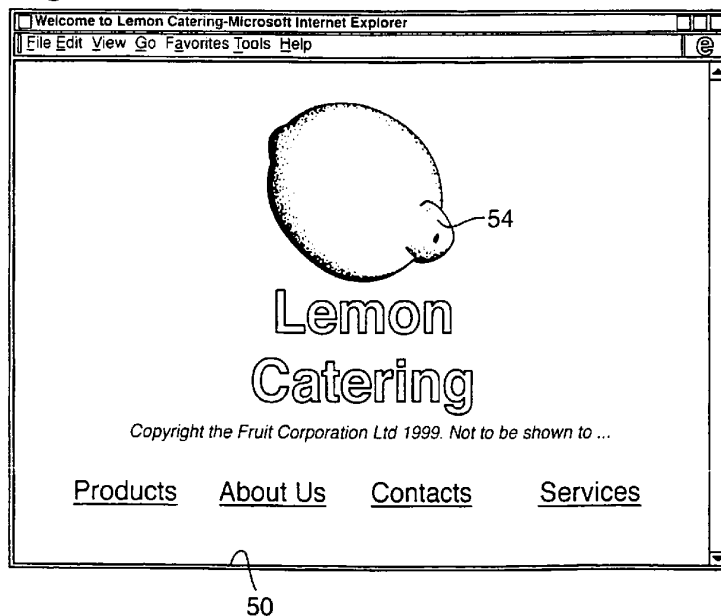 Welcome to Lemon Catering-Microsoft Internet Explorer
File Edit View Go Favorites Tools Help
e
54
Lemon
Catering
Copyright the Fruit Corporation Ltd 1999. Not to be shown to ...
Products About Us Contacts Services
50